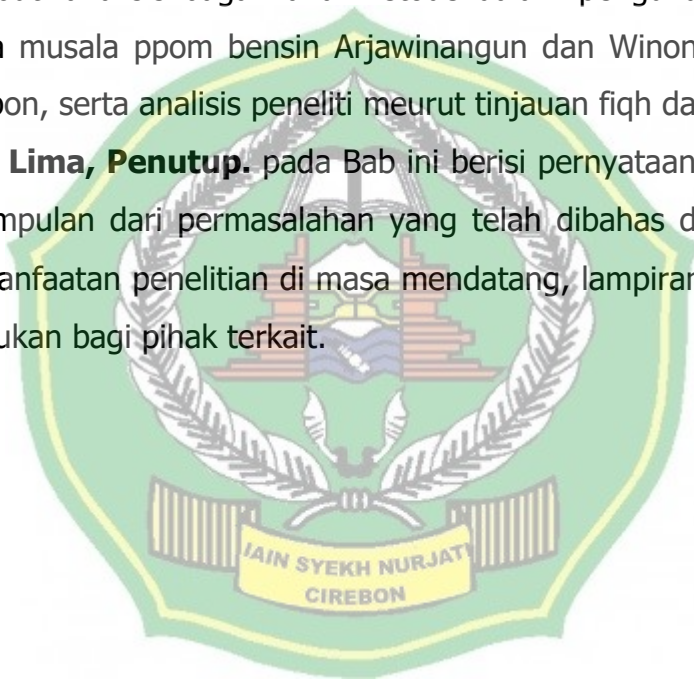 musala ppom bensin Arjawinangun dan Winon
on, serta analisis peneliti meurut tinjauan fiqh da
Lima, Penutup. pada Bab ini berisi pernyataan
mpulan dari permasalahan yang telah dibahas d
anfaatan penelitian di masa mendatang, lampiran
ukan bagi pihak terkait.
IAIN SYEKH NURJATI
CIREBON